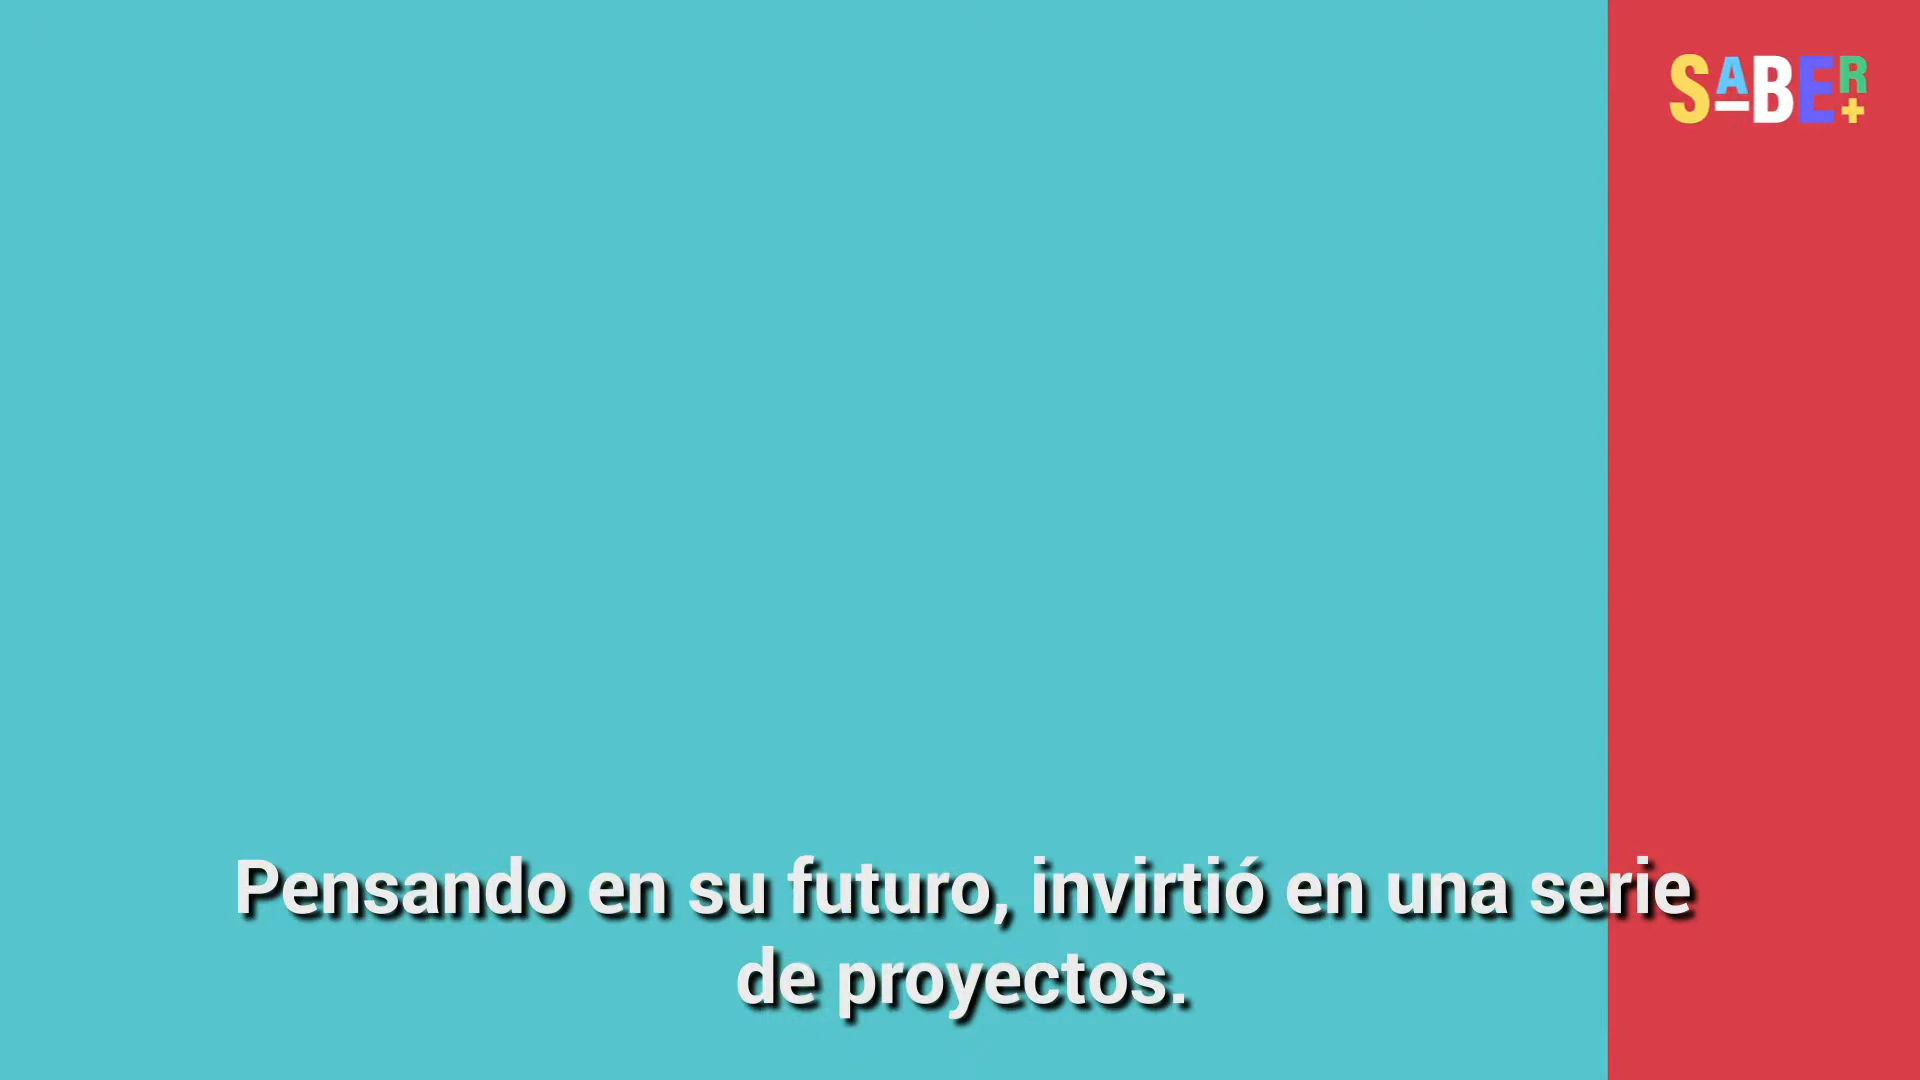 SABER+
Pensando en su futuro, invirtió en una serie
de proyectos.